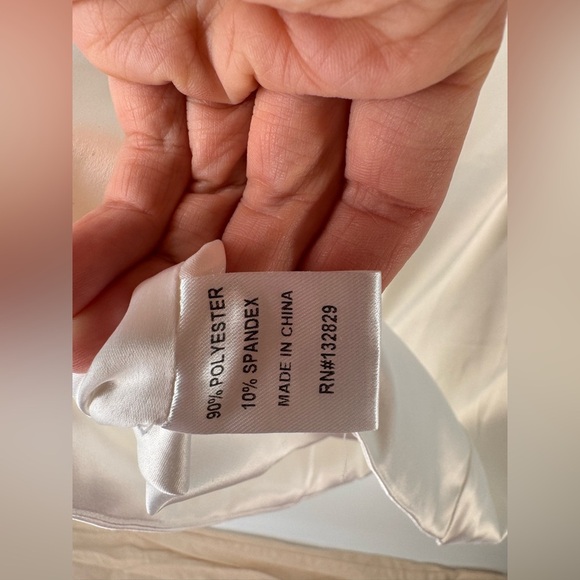 90% POLYESTER
10% SPANDEX
MADE IN CHINA
RN#132829